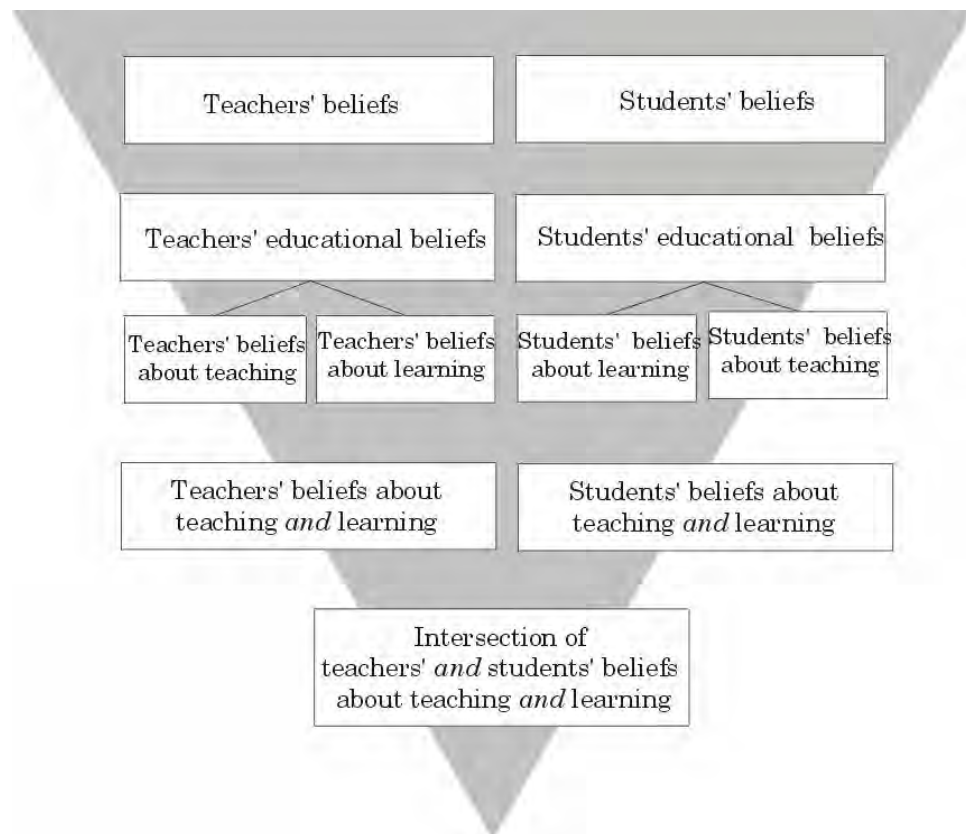 Teachers' beliefs
Students' beliefs
Teachers' educational beliefs
Students' educational beliefs
Teachers' beliefs
about teaching
Teachers' beliefs
about learning
Students' beliefs
about learning
Students' beliefs
about teaching
Teachers' beliefs about
teaching and learning
Students' beliefs about
teaching and learning
Intersection of
teachers' and students' beliefs
about teaching and learning